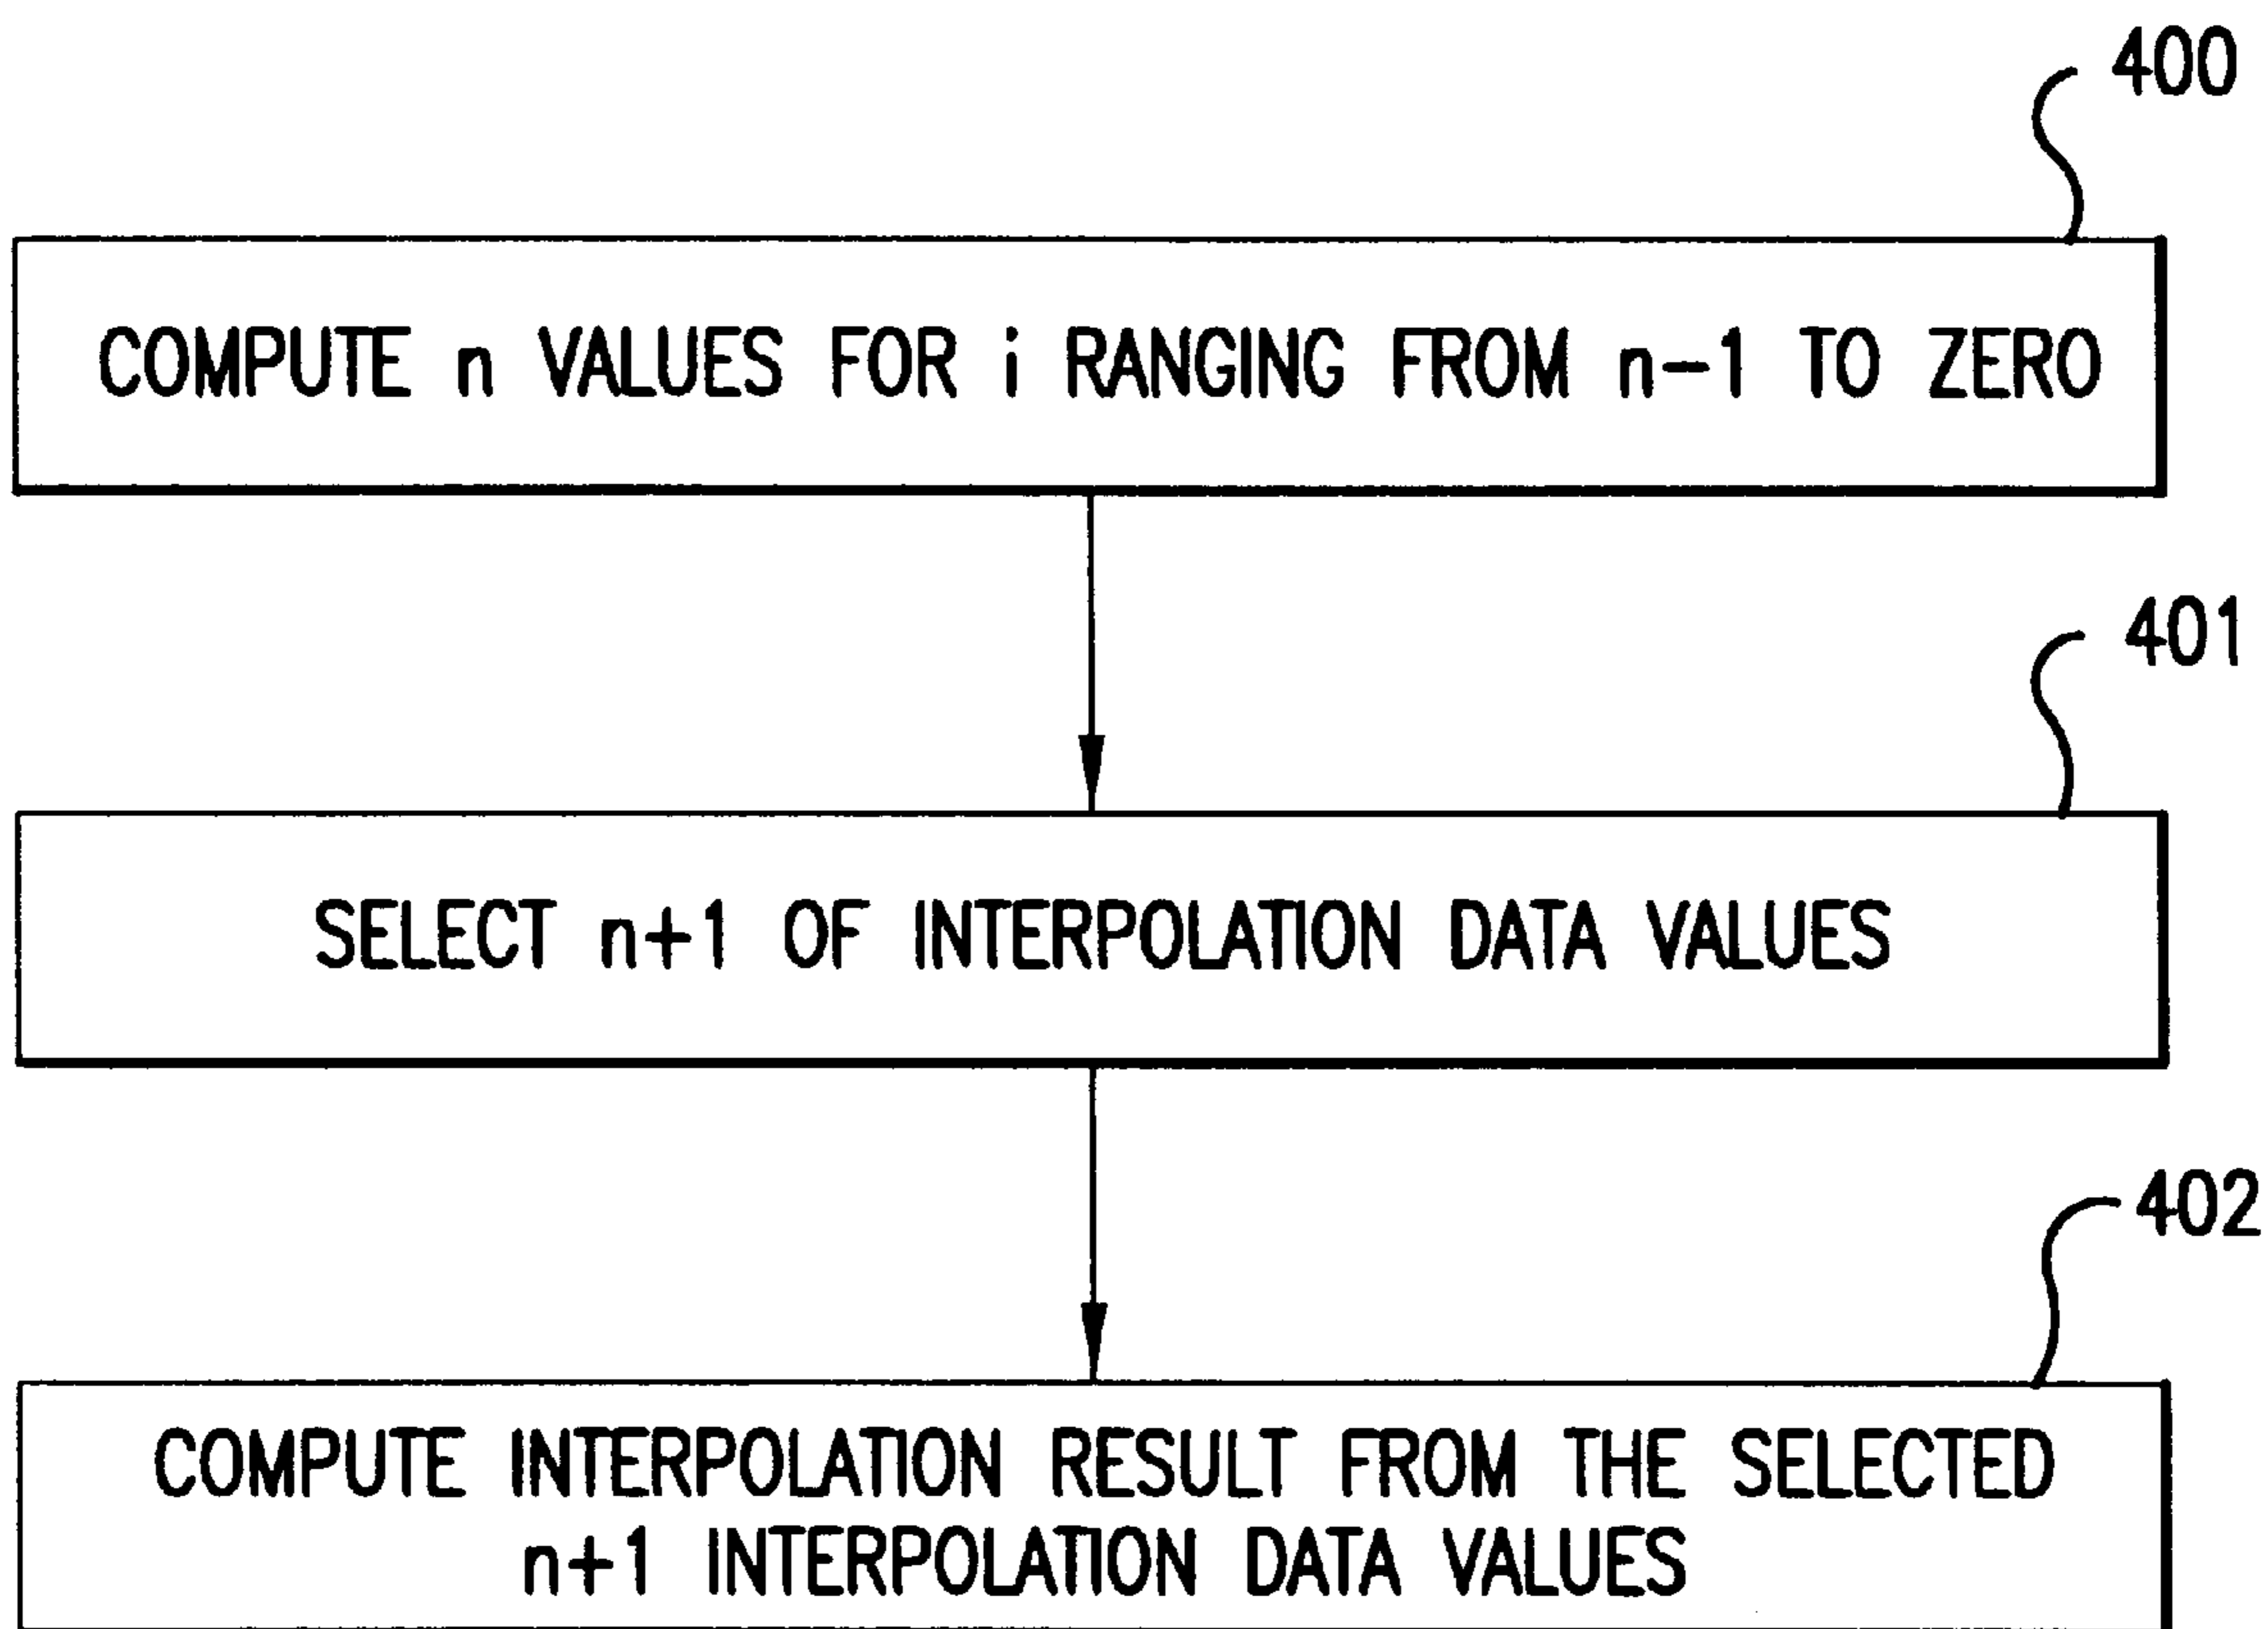 400
COMPUTE n VALUES FOR i RANGING FROM n-1 TO ZERO
401
SELECT n+1 OF INTERPOLATION DATA VALUES
402
COMPUTE INTERPOLATION RESULT FROM THE SELECTED
n+1 INTERPOLATION DATA VALUES